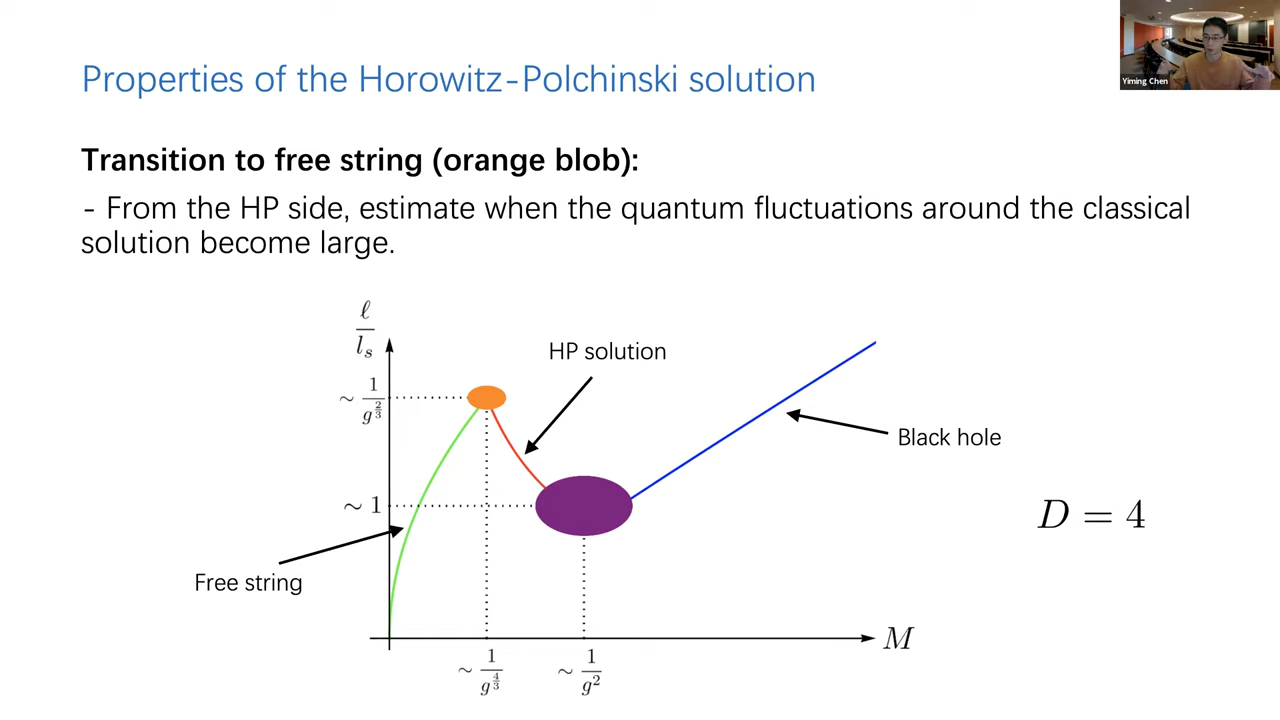 Yiming Chen
Properties of the Horowitz-Polchinski solution
Transition to free string (orange blob):
- From the HP side, estimate when the quantum fluctuations around the classical
solution become large.
ℓ
l_s
∼ 1
g^{2/3}
HP solution
Black hole
∼ 1
D = 4
Free string
M
∼ 1
g^{4/3}
∼ 1
g^2